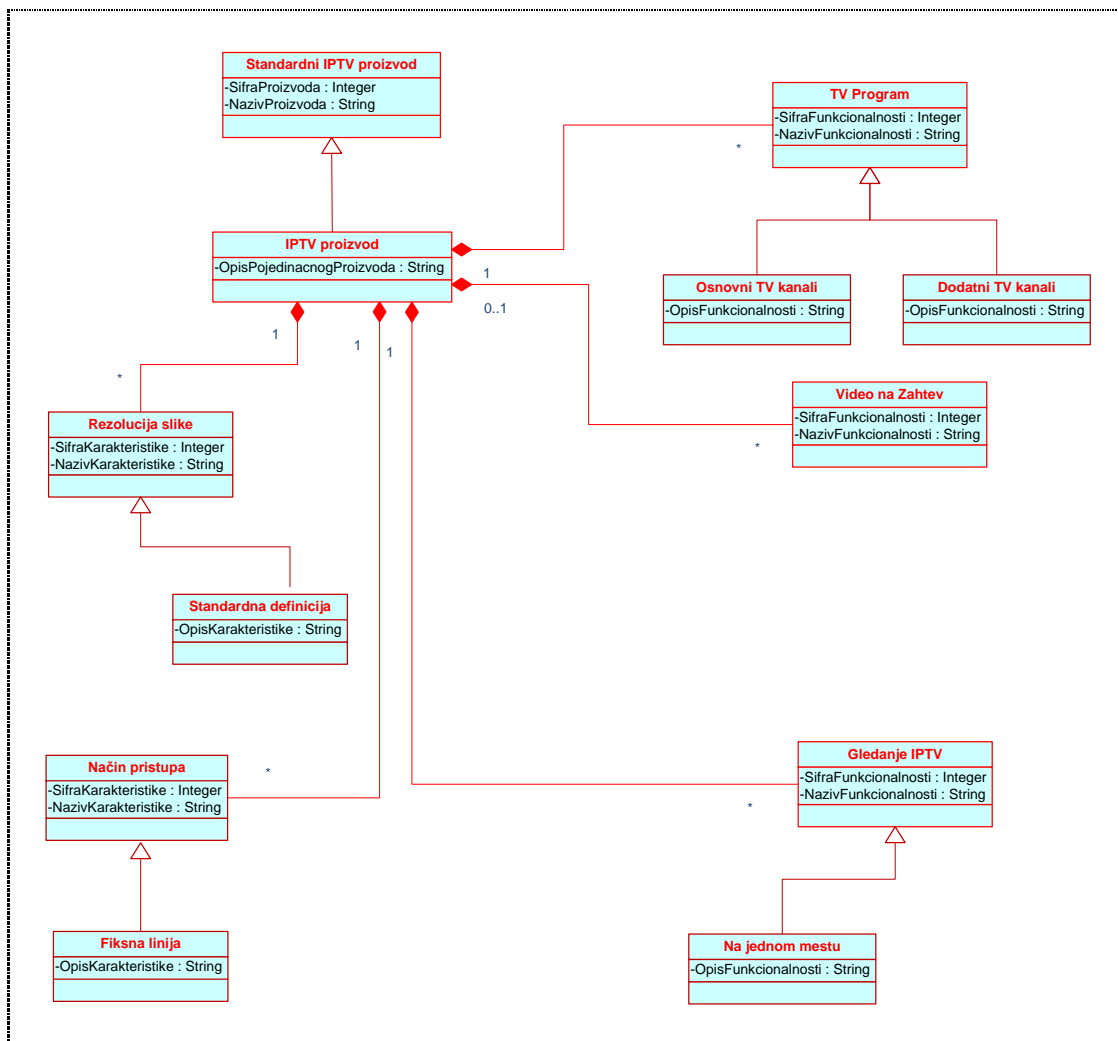 Standardni IPTV proizvod
-SifraProizvoda : Integer
-NazivProizvoda : String
TV Program
-SifraFunkcionalnosti : Integer
-NazivFunkcionalnosti : String
*
IPTV proizvod
-OpisPojedinacnogProizvoda : String
1
0..1
Osnovni TV kanali
-OpisFunkcionalnosti : String
Dodatni TV kanali
-OpisFunkcionalnosti : String
1
1
1
*
Video na Zahtev
-SifraFunkcionalnosti : Integer
-NazivFunkcionalnosti : String
*
Rezolucija slike
-SifraKarakteristike : Integer
-NazivKarakteristike : String
Standardna definicija
-OpisKarakteristike : String
Način pristupa
-SifraKarakteristike : Integer
-NazivKarakteristike : String
*
Gledanje IPTV
-SifraFunkcionalnosti : Integer
-NazivFunkcionalnosti : String
*
Fiksna linija
-OpisKarakteristike : String
Na jednom mestu
-OpisFunkcionalnosti : String